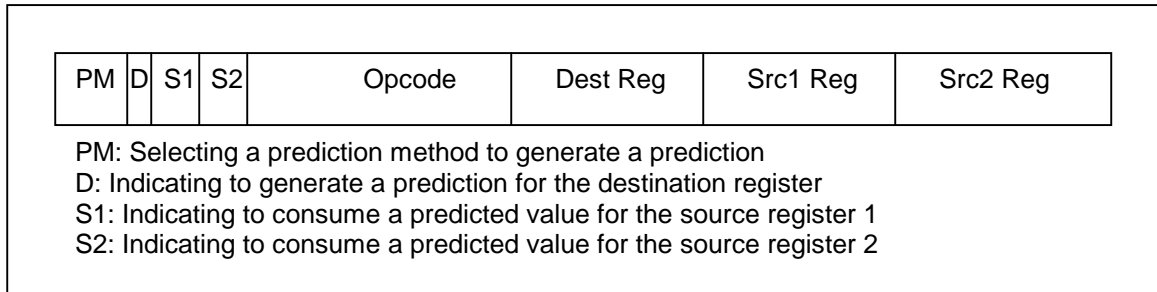 PM D S1 S2 Opcode Dest Reg Src1 Reg Src2 Reg
PM: Selecting a prediction method to generate a prediction
D: Indicating to generate a prediction for the destination register
S1: Indicating to consume a predicted value for the source register 1
S2: Indicating to consume a predicted value for the source register 2